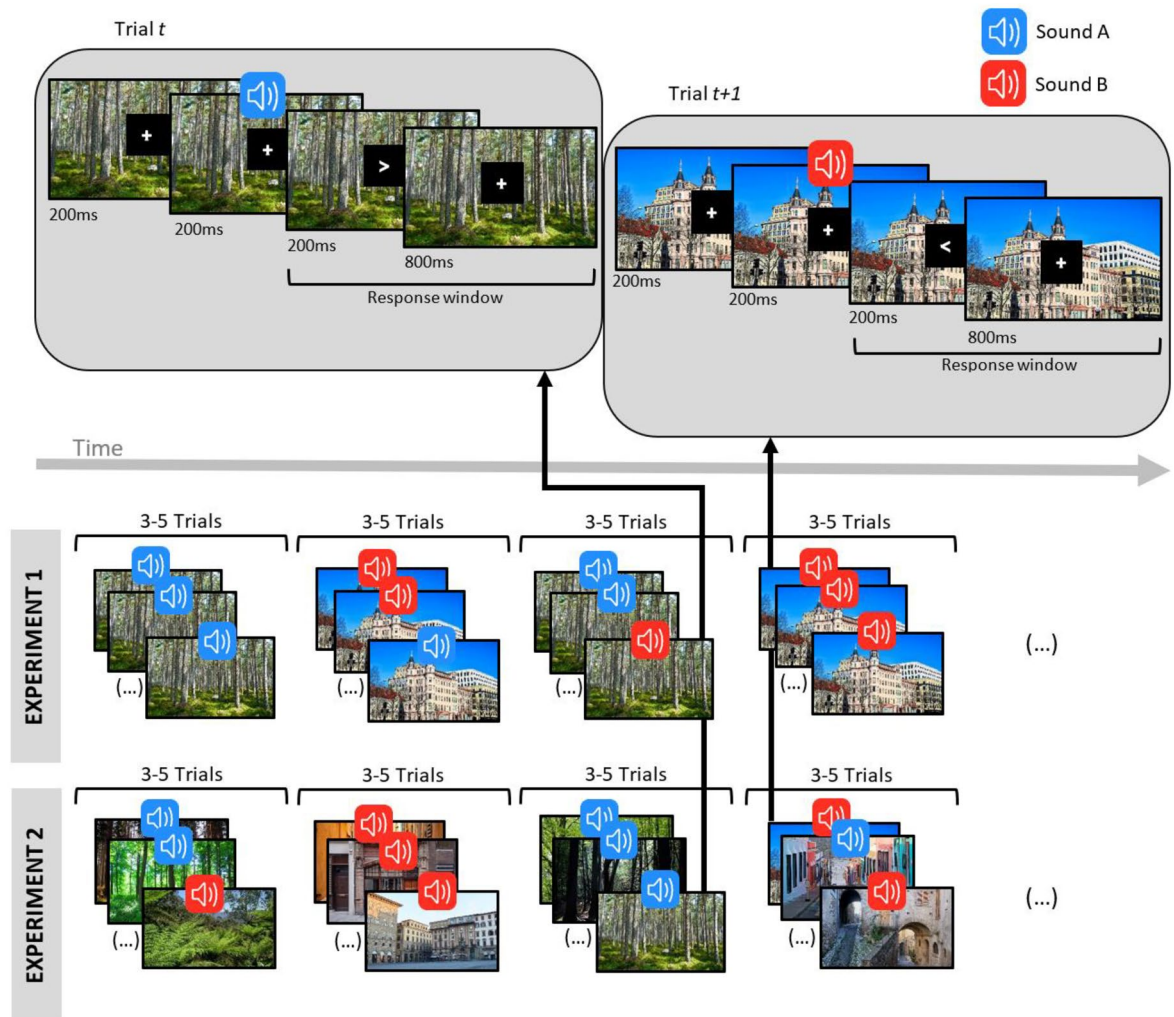 Trial t
Sound A
Sound B
Trial t+1
+
+
>
+
200ms
200ms
200ms
800ms
Response window
+
+
<
+
200ms
200ms
200ms
800ms
Response window
Time
EXPERIMENT 1
3-5 Trials
3-5 Trials
3-5 Trials
3-5 Trials
(...)
(...)
(...)
(...)
(...)
EXPERIMENT 2
3-5 Trials
3-5 Trials
3-5 Trials
3-5 Trials
(...)
(...)
(...)
(...)
(...)